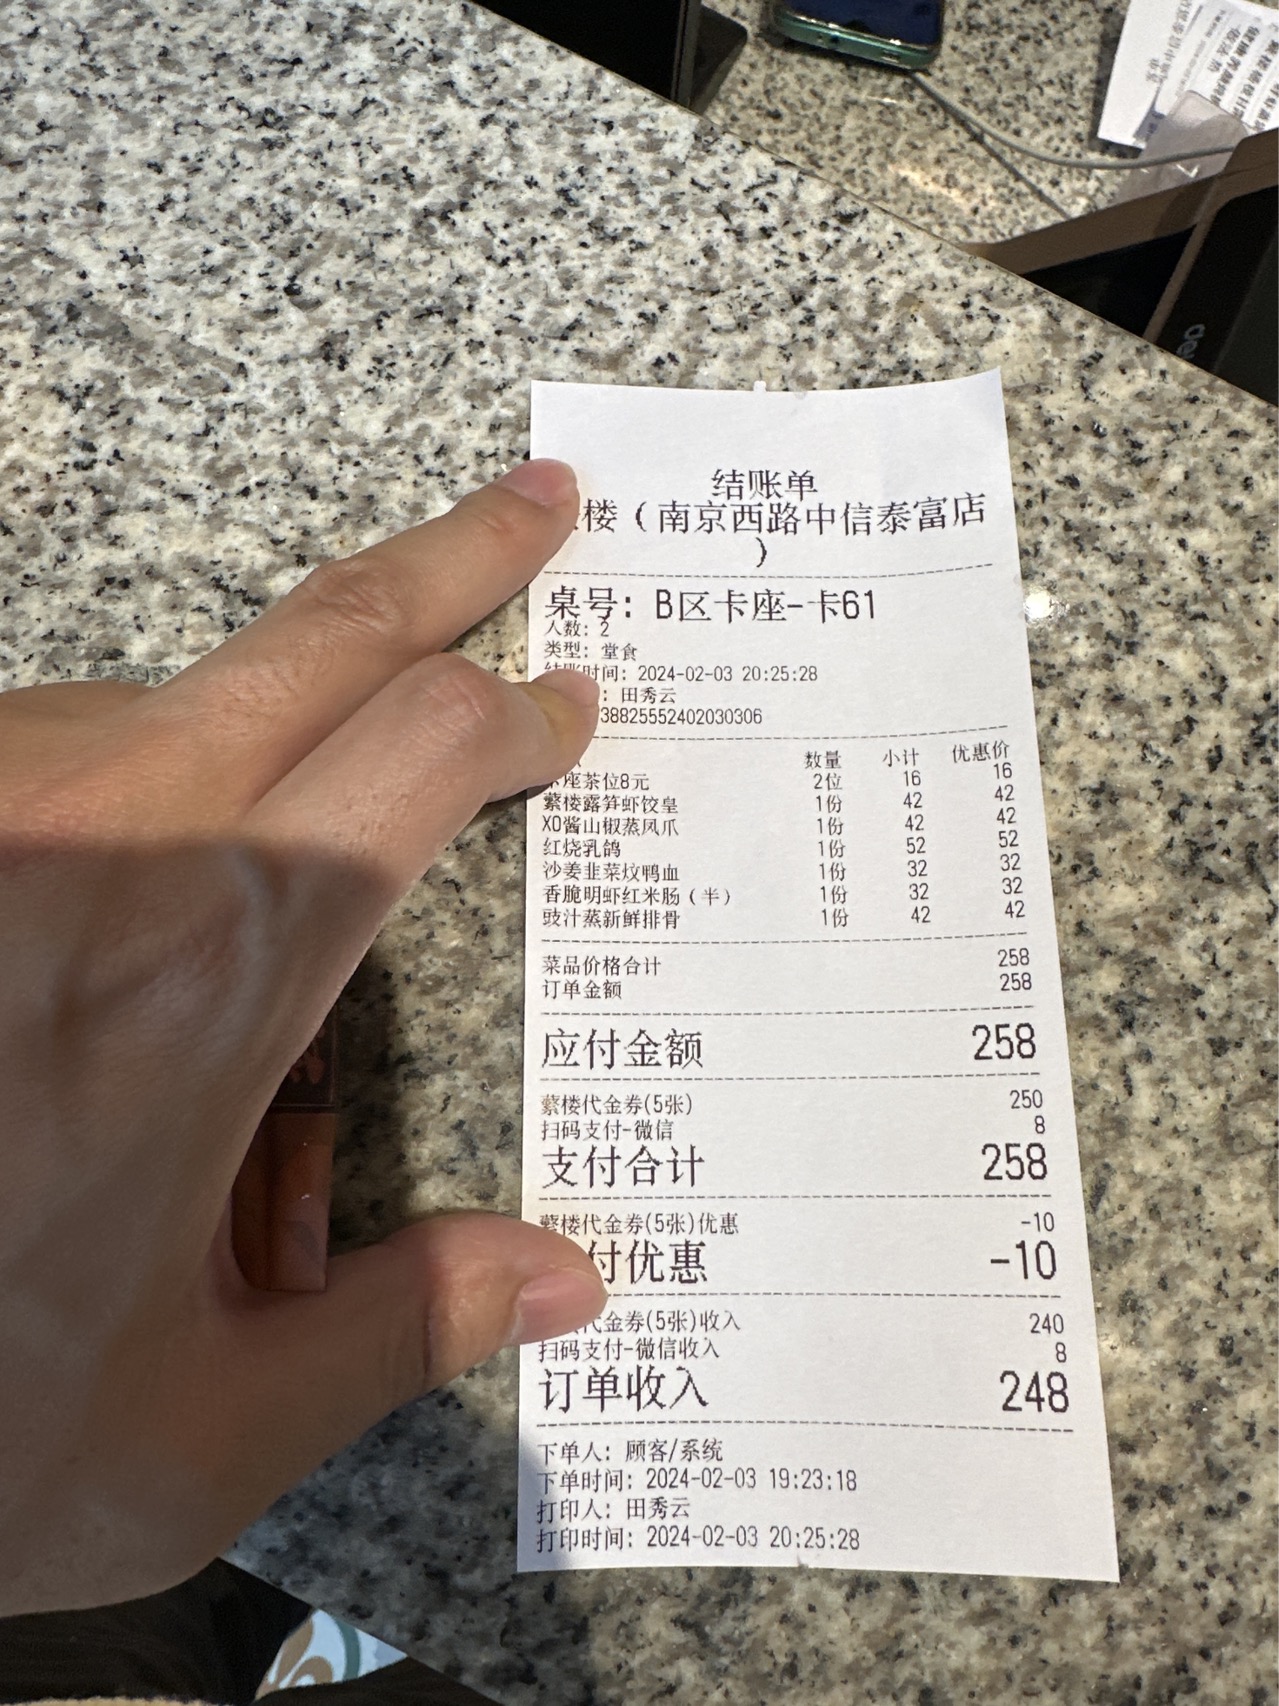 结账单
楼（南京西路中信泰富店
）
桌号: B区卡座-卡61
人数: 2
类型: 堂食
结账时间: 2024-02-03 20:25:28
: 田秀云
38825552402030306
数量 小计 优惠价
座茶位8元 2位 16 16
蘩楼露笋虾饺皇 1份 42 42
XO酱山椒蒸凤爪 1份 42 42
红烧乳鸽 1份 52 52
沙姜韭菜炆鸭血 1份 32 32
香脆明虾红米肠（半） 1份 32 32
豉汁蒸新鲜排骨 1份 42 42
菜品价格合计 258
订单金额 258
应付金额 258
蘩楼代金券(5张) 250
扫码支付-微信 8
支付合计 258
蘩楼代金券(5张)优惠 -10
付优惠 -10
代金券(5张)收入 240
扫码支付-微信收入 8
订单收入 248
下单人: 顾客/系统
下单时间: 2024-02-03 19:23:18
打印人: 田秀云
打印时间: 2024-02-03 20:25:28